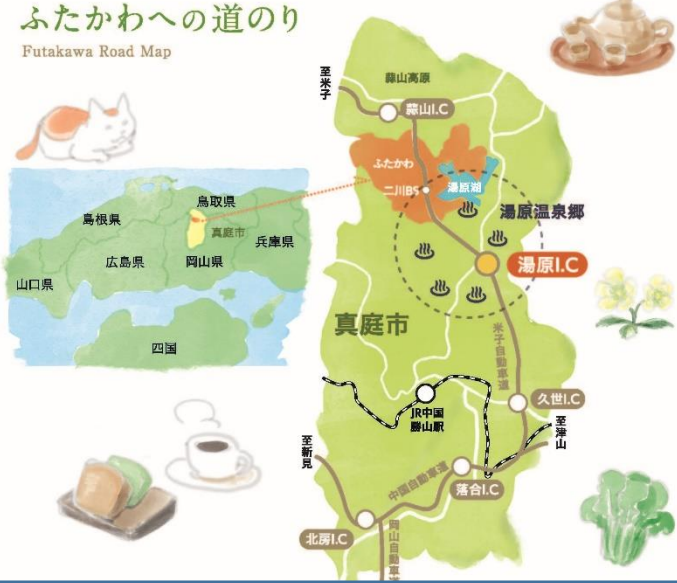 ふたかわへの道のり
Futakawa Road Map
至米子
蒜山高原
蒜山I.C
ふたかわ
二川BS
湯原湖
湯原温泉郷
湯原I.C
鳥取県
島根県
真庭市
兵庫県
広島県
岡山県
山口県
四国
真庭市
米子自動車道
JR中国
勝山駅
久世I.C
至津山
至新見
中国自動車道
落合I.C
北房I.C
岡山自動車道